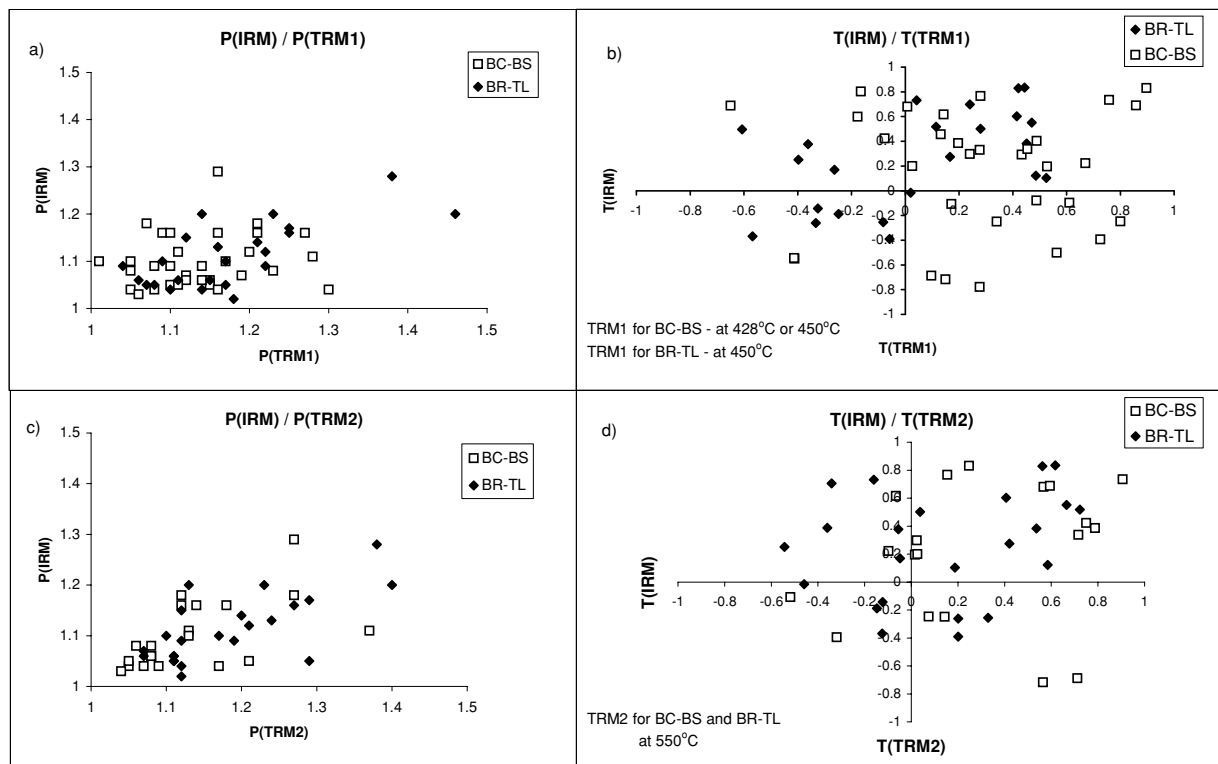 a)
P(IRM) / P(TRM1)
BC-BS
BR-TL
1.5
1.4
1.3
1.2
1.1
1
P(IRM)
1 1.1 1.2 1.3 1.4 1.5
P(TRM1)
b)
T(IRM) / T(TRM1)
BR-TL
BC-BS
1
0.8
0.6
0.4
0.2
0
-0.2
-0.4
-0.6
-0.8
-1
T(IRM)
-1 -0.8 -0.6 -0.4 -0.2 0 0.2 0.4 0.6 0.8 1
TRM1 for BC-BS - at 428°C or 450°C
TRM1 for BR-TL - at 450°C
T(TRM1)
c)
P(IRM) / P(TRM2)
BC-BS
BR-TL
1.5
1.4
1.3
1.2
1.1
1
P(IRM)
1 1.1 1.2 1.3 1.4 1.5
P(TRM2)
d)
T(IRM) / T(TRM2)
BC-BS
BR-TL
1
0.8
0.6
0.4
0.2
0
-0.2
-0.4
-0.6
-0.8
-1
T(IRM)
-1 -0.8 -0.6 -0.4 -0.2 0 0.2 0.4 0.6 0.8 1
TRM2 for BC-BS and BR-TL
at 550°C
T(TRM2)